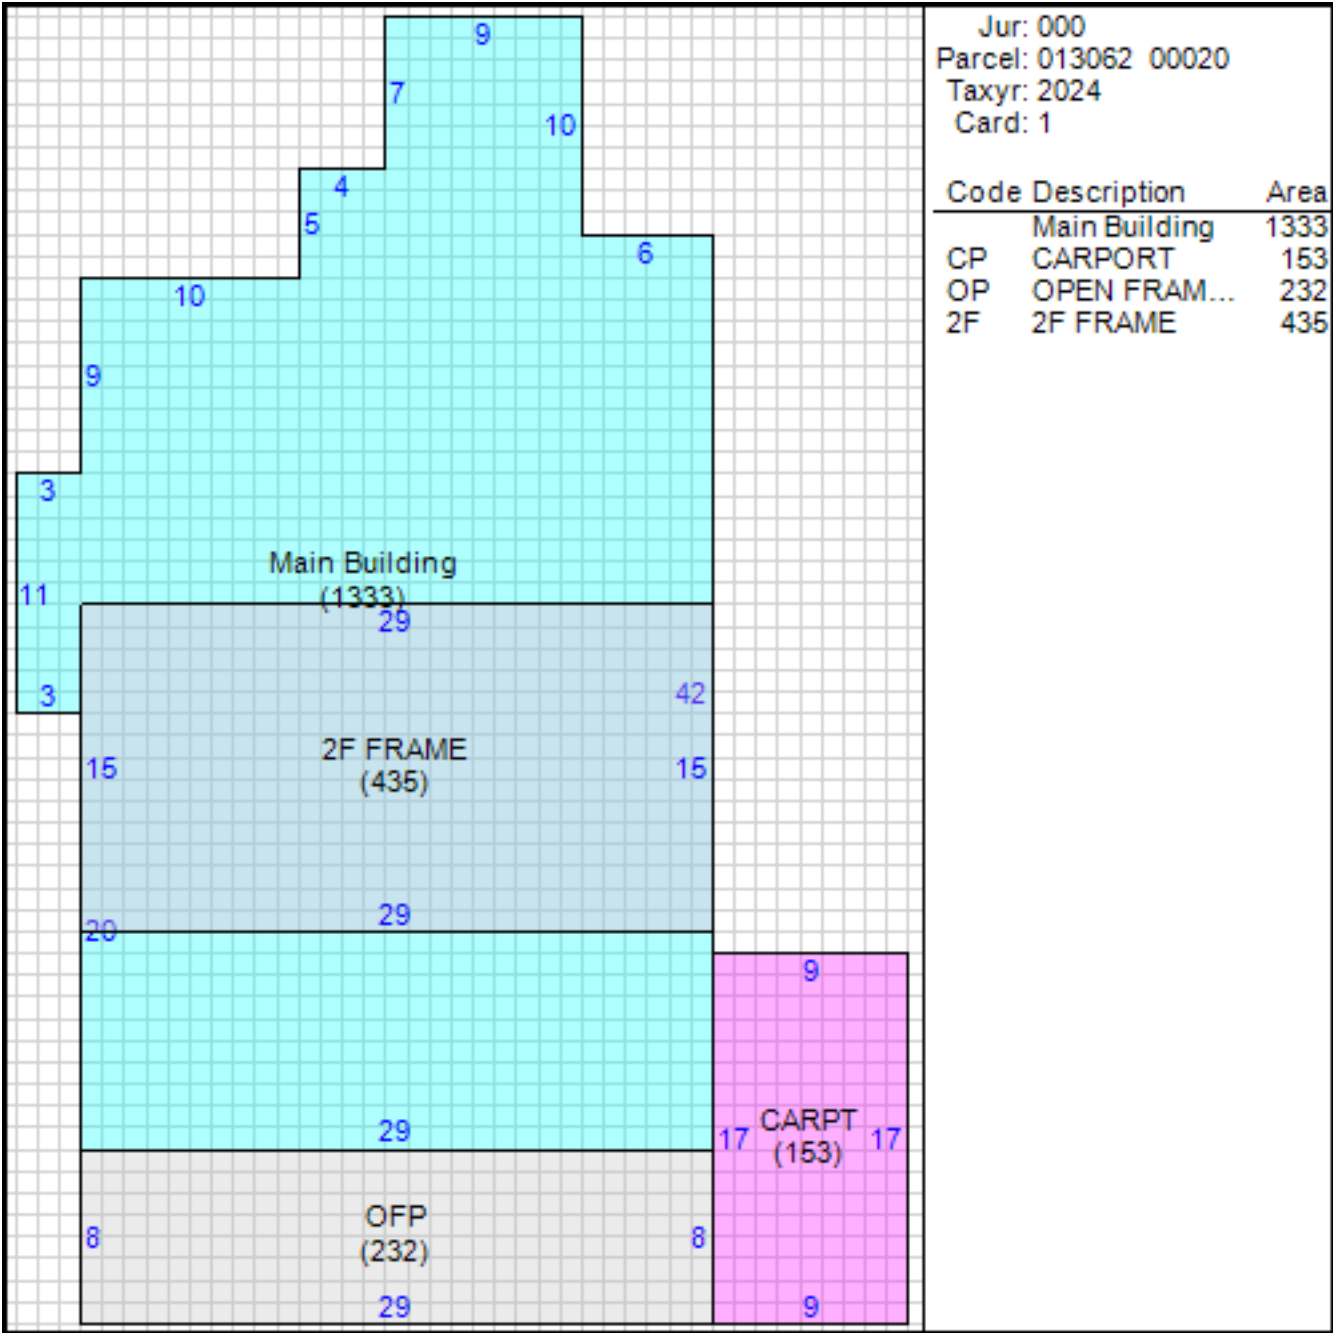 9
7
10
4
5
6
10
9
3
Main Building
(1333)
11
29
3
42
2F FRAME
(435)
15
15
29
20
9
29
CARPT
(153)
17
17
OFP
(232)
8
8
29
9
Jur: 000
Parcel: 013062 00020
Taxyr: 2024
Card: 1
Code Description Area
Main Building 1333
CP CARPORT 153
OP OPEN FRAM... 232
2F 2F FRAME 435